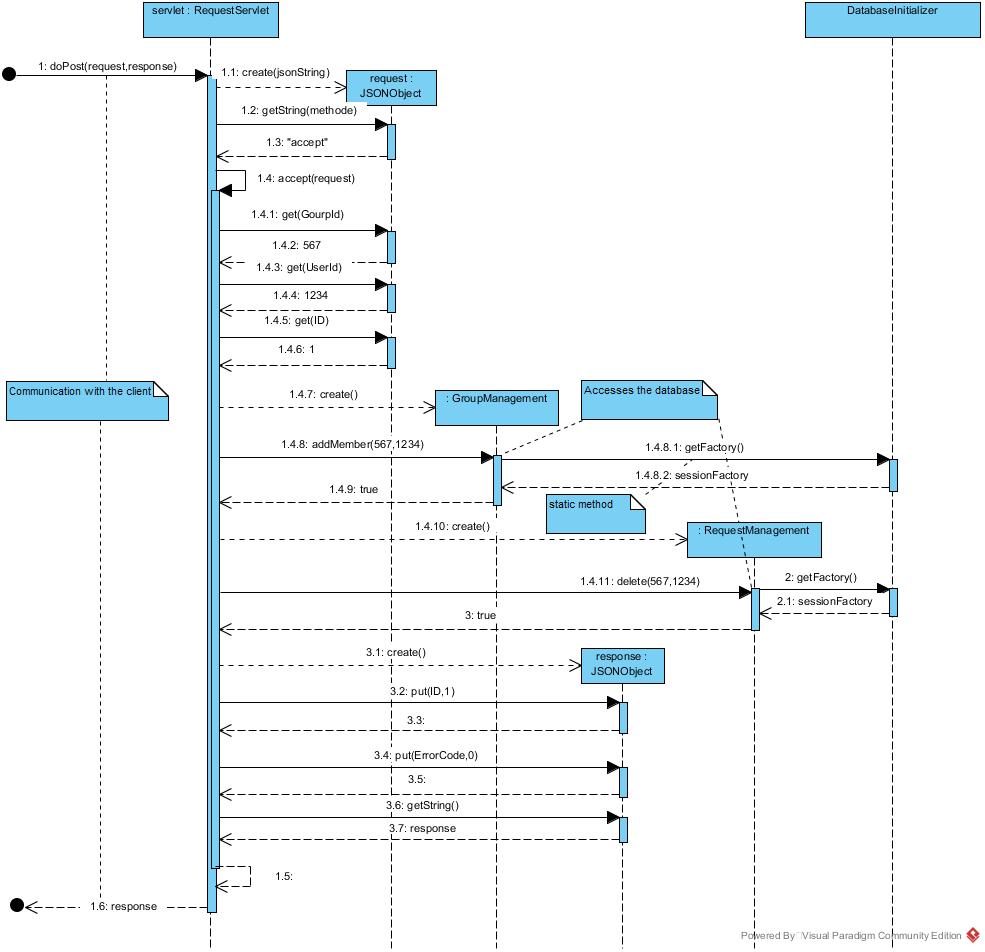 servlet : RequestServlet
DatabaseInitializer
1: doPost(request,response)
1.1: create(jsonString)
request :
JSONObject
1.2: getString(methode)
1.3: "accept"
1.4: accept(request)
1.4.1: get(GourpId)
1.4.2: 567
1.4.3: get(UserId)
1.4.4: 1234
1.4.5: get(ID)
1.4.6: 1
Communication with the client
1.4.7: create()
: GroupManagement
Accesses the database
1.4.8: addMember(567,1234)
1.4.8.1: getFactory()
1.4.8.2: sessionFactory
1.4.9: true
static method
1.4.10: create()
: RequestManagement
1.4.11: delete(567,1234)
2: getFactory()
2.1: sessionFactory
3: true
3.1: create()
response :
JSONObject
3.2: put(ID,1)
3.3:
3.4: put(ErrorCode,0)
3.5:
3.6: getString()
3.7: response
1.5:
1.6: response
Powered By Visual Paradigm Community Edition